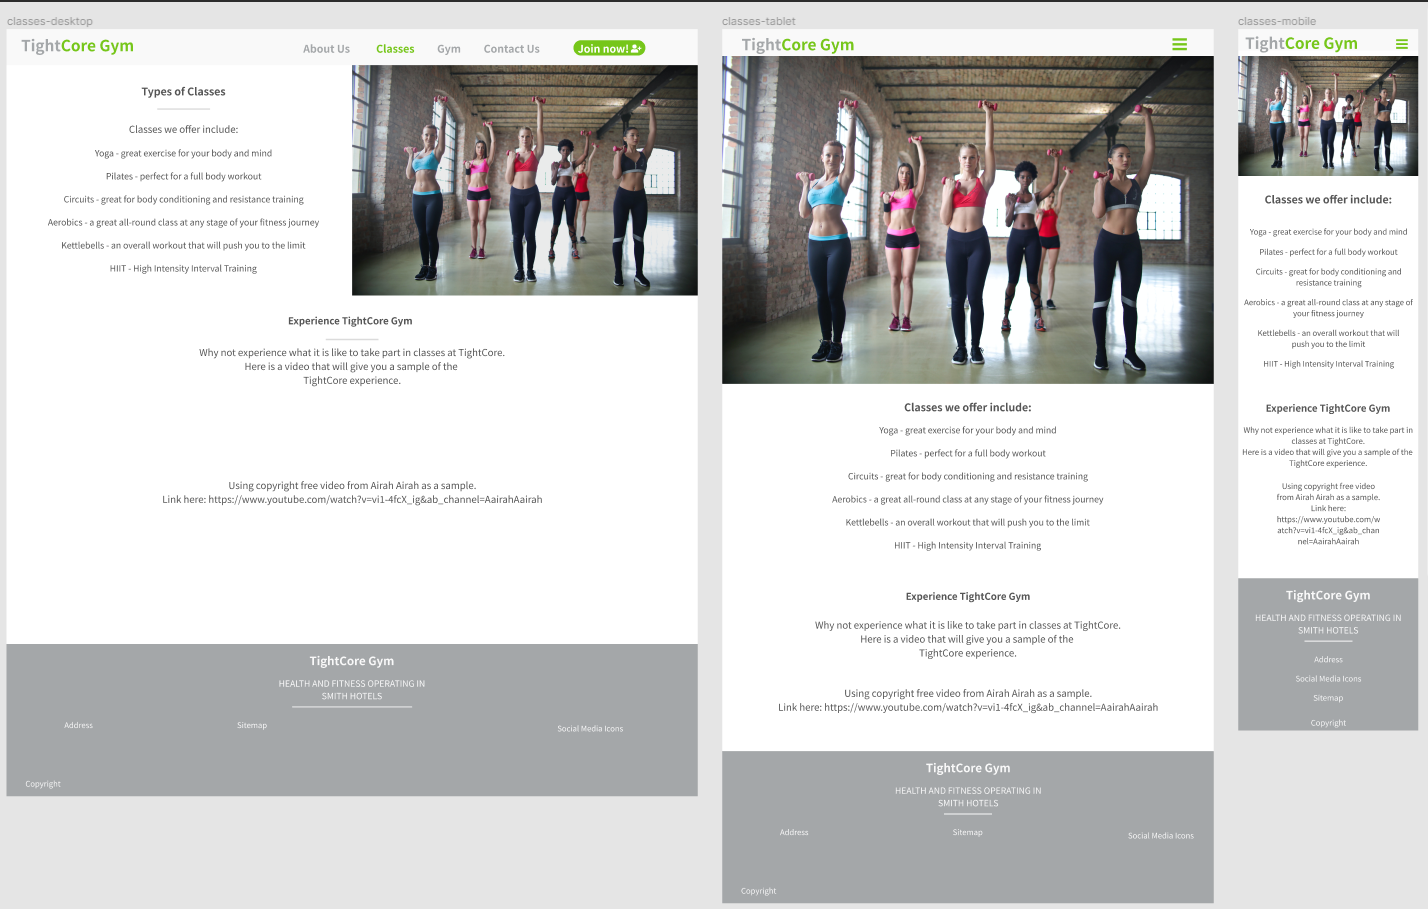 classes-desktop
TightCore Gym
About Us
Classes
Gym
Contact Us
Join now!
Types of Classes
Classes we offer include:
Yoga - great exercise for your body and mind
Pilates - perfect for a full body workout
Circuits - great for body conditioning and resistance training
Aerobics - a great all-round class at any stage of your fitness journey
Kettlebells - an overall workout that will push you to the limit
HIIT - High Intensity Interval Training
Experience TightCore Gym
Why not experience what it is like to take part in classes at TightCore.
Here is a video that will give you a sample of the
TightCore experience.
Using copyright free video from Airah Airah as a sample.
Link here: https://www.youtube.com/watch?v=vi1-4fcX_ig&ab_channel=AairahAairah
TightCore Gym
HEALTH AND FITNESS OPERATING IN
SMITH HOTELS
Address
Sitemap
Social Media Icons
Copyright
classes-tablet
TightCore Gym
Classes we offer include:
Yoga - great exercise for your body and mind
Pilates - perfect for a full body workout
Circuits - great for body conditioning and resistance training
Aerobics - a great all-round class at any stage of your fitness journey
Kettlebells - an overall workout that will push you to the limit
HIIT - High Intensity Interval Training
Experience TightCore Gym
Why not experience what it is like to take part in classes at TightCore.
Here is a video that will give you a sample of the
TightCore experience.
Using copyright free video from Airah Airah as a sample.
Link here: https://www.youtube.com/watch?v=vi1-4fcX_ig&ab_channel=AairahAairah
TightCore Gym
HEALTH AND FITNESS OPERATING IN
SMITH HOTELS
Address
Sitemap
Social Media Icons
Copyright
classes-mobile
TightCore Gym
Classes we offer include:
Yoga - great exercise for your body and mind
Pilates - perfect for a full body workout
Circuits - great for body conditioning and
resistance training
Aerobics - a great all-round class at any stage of
your fitness journey
Kettlebells - an overall workout that will
push you to the limit
HIIT - High Intensity Interval Training
Experience TightCore Gym
Why not experience what it is like to take part in
classes at TightCore.
Here is a video that will give you a sample of the
TightCore experience.
Using copyright free video
from Airah Airah as a sample.
Link here:
https://www.youtube.com/w
atch?v=vi1-4fcX_ig&ab_chan
nel=AairahAairah
TightCore Gym
HEALTH AND FITNESS OPERATING IN
SMITH HOTELS
Address
Social Media Icons
Sitemap
Copyright